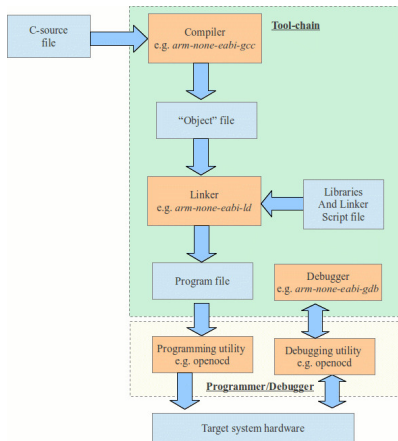 C-source
file
Compiler
e.g. arm-none-eabi-gcc
Tool-chain
“Object” file
Linker
e.g. arm-none-eabi-ld
Libraries
And Linker
Script file
Program file
Debugger
e.g. arm-none-eabi-gdb
Programming utility
e.g. openocd
Debugging utility
e.g. openocd
Programmer/Debugger
Target system hardware